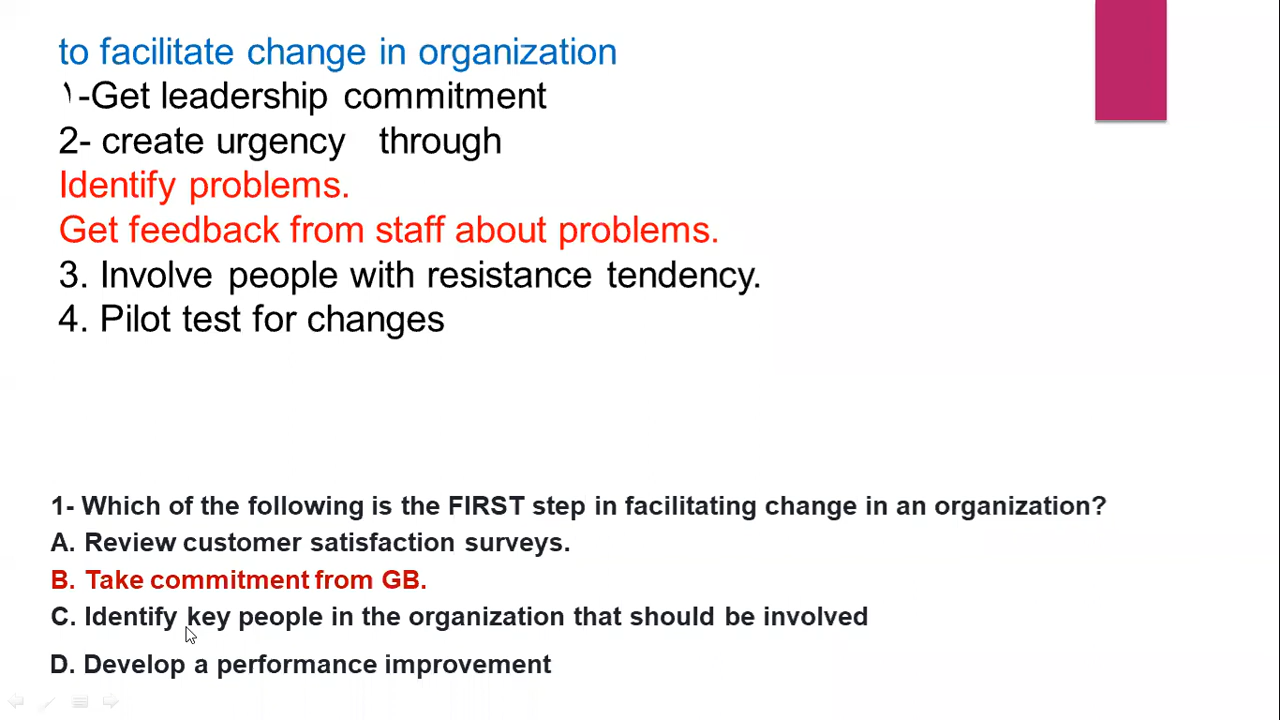 to facilitate change in organization
١-Get leadership commitment
2- create urgency through
Identify problems.
Get feedback from staff about problems.
3. Involve people with resistance tendency.
4. Pilot test for changes
1- Which of the following is the FIRST step in facilitating change in an organization?
A. Review customer satisfaction surveys.
B. Take commitment from GB.
C. Identify key people in the organization that should be involved
D. Develop a performance improvement